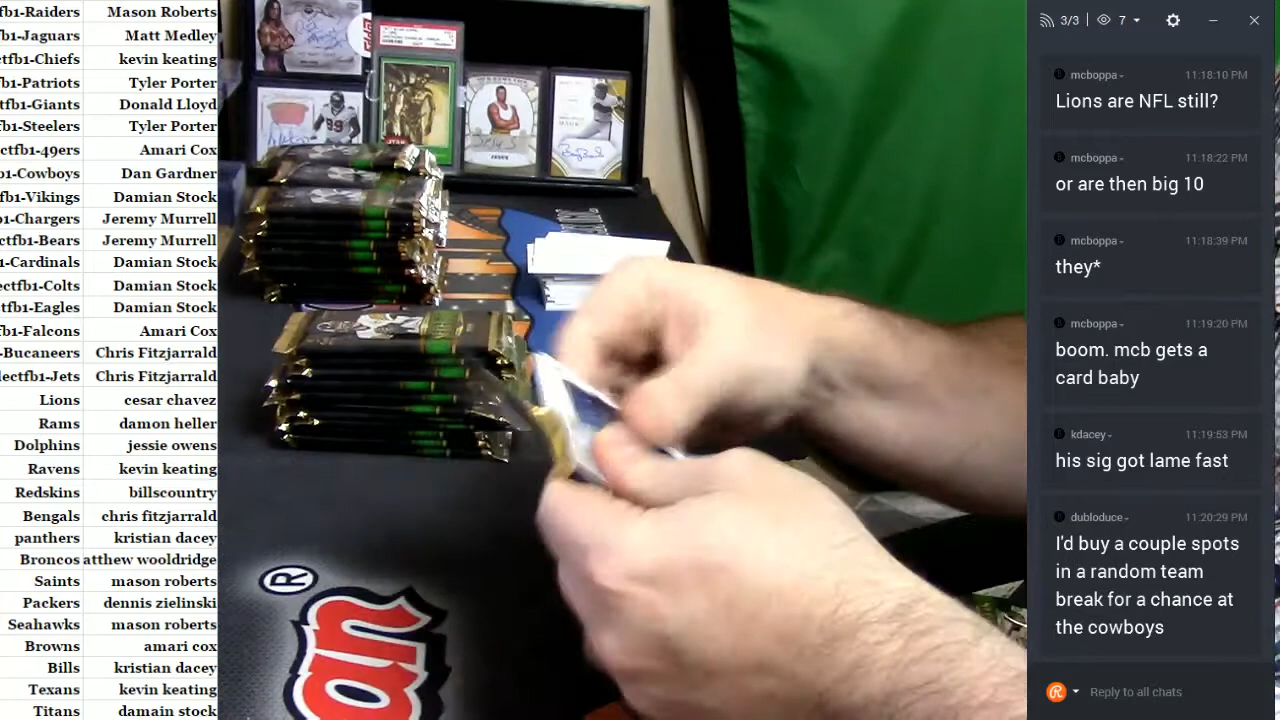 fb1-Raiders Mason Roberts
fb1-Jaguars Matt Medley
ctfb1-Chiefs kevin keating
fb1-Patriots Tyler Porter
ctfb1-Giants Donald Lloyd
fb1-Steelers Tyler Porter
ctfb1-49ers Amari Cox
b1-Cowboys Dan Gardner
fb1-Vikings Damian Stock
b1-Chargers Jeremy Murrell
ctfb1-Bears Jeremy Murrell
1-Cardinals Damian Stock
ectfb1-Colts Damian Stock
tfb1-Eagles Damian Stock
fb1-Falcons Amari Cox
-Bucaneers Chris Fitzjarrald
lectfb1-Jets Chris Fitzjarrald
Lions cesar chavez
Rams damon heller
Dolphins jessie owens
Ravens kevin keating
Redskins billscountry
Bengals chris fitzjarrald
panthers kristian dacey
Broncos atthew wooldridge
Saints mason roberts
Packers dennis zielinski
Seahawks mason roberts
Browns amari cox
Bills kristian dacey
Texans kevin keating
Titans damain stock
an
®
3/3 7
mcboppa 11:18:10 PM
Lions are NFL still?
mcboppa 11:18:22 PM
or are then big 10
mcboppa 11:18:39 PM
they*
mcboppa 11:19:20 PM
boom. mcb gets a
card baby
kdacey 11:19:53 PM
his sig got lame fast
dubloduce 11:20:29 PM
I'd buy a couple spots
in a random team
break for a chance at
the cowboys
Reply to all chats